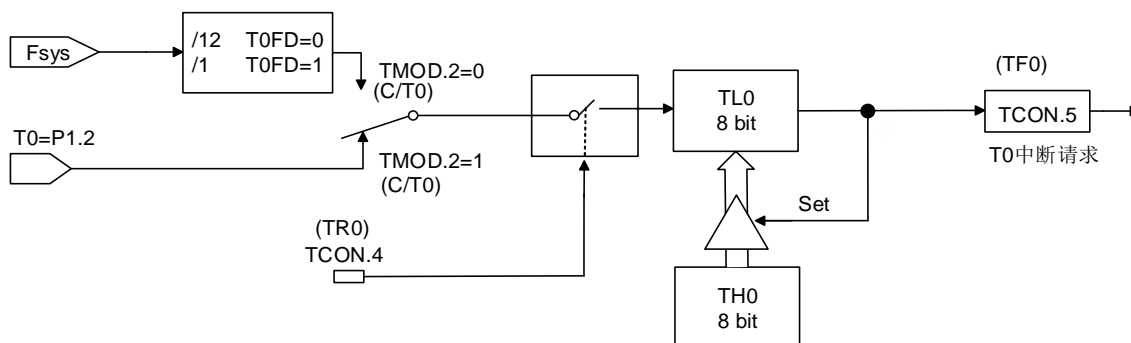 Fsys
/12 T0FD=0
/1 T0FD=1
TMOD.2=0
(C/T0)
T0=P1.2
TMOD.2=1
(C/T0)
(TR0)
TCON.4
TL0
8 bit
Set
TH0
8 bit
(TF0)
TCON.5
T0中断请求